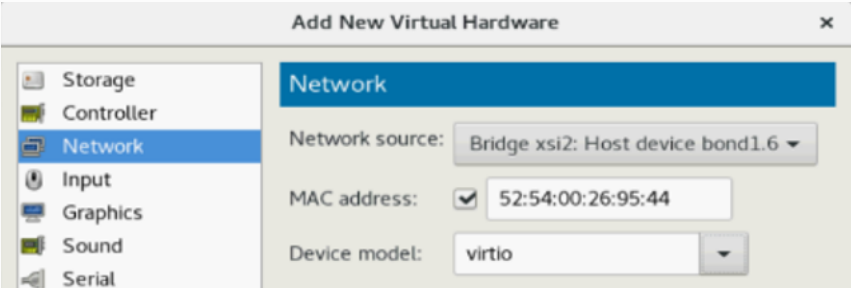 Add New Virtual Hardware ×
Storage
Controller
Network
Input
Graphics
Sound
Serial
Network
Network source: Bridge xsi2: Host device bond1.6
MAC address: 52:54:00:26:95:44
Device model: virtio